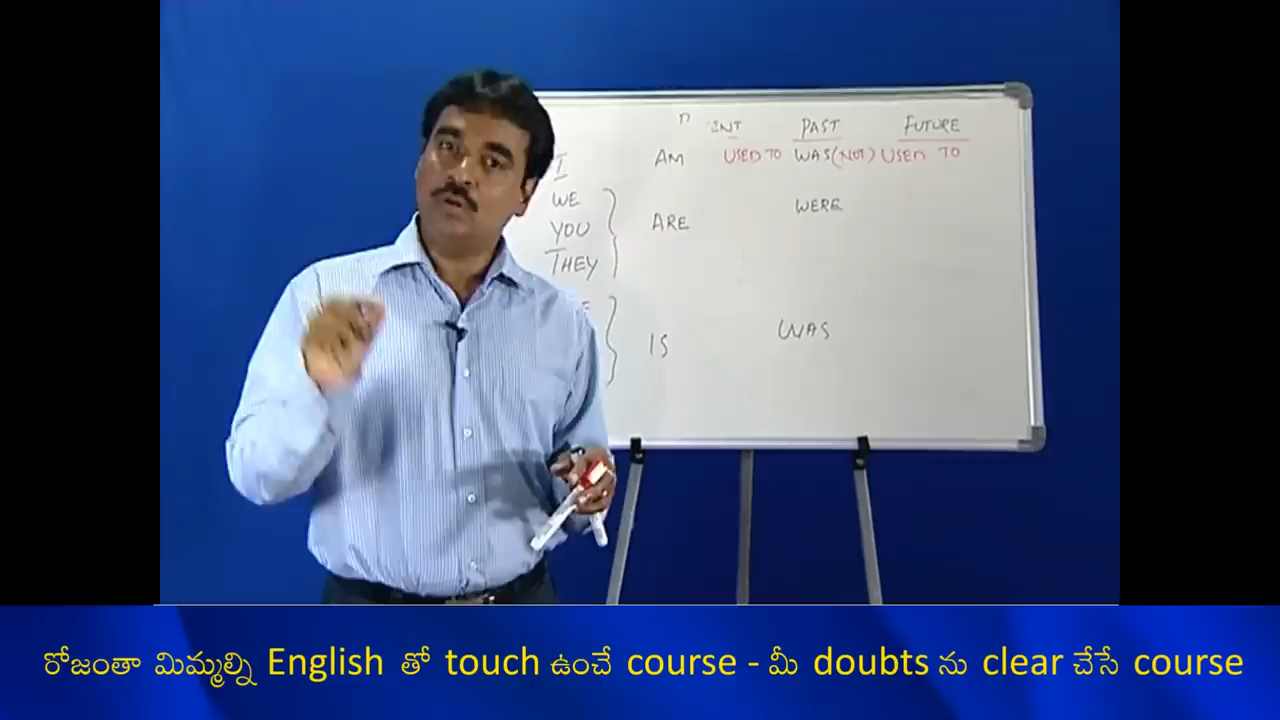 PAST FUTURE
I AM USED TO WAS (NOT) USED TO
WE WERE
YOU ARE
THEY
IS WAS
రోజంతా మిమ్మల్ని English తో touch ఉంచే course - మీ doubts ను clear చేసే course